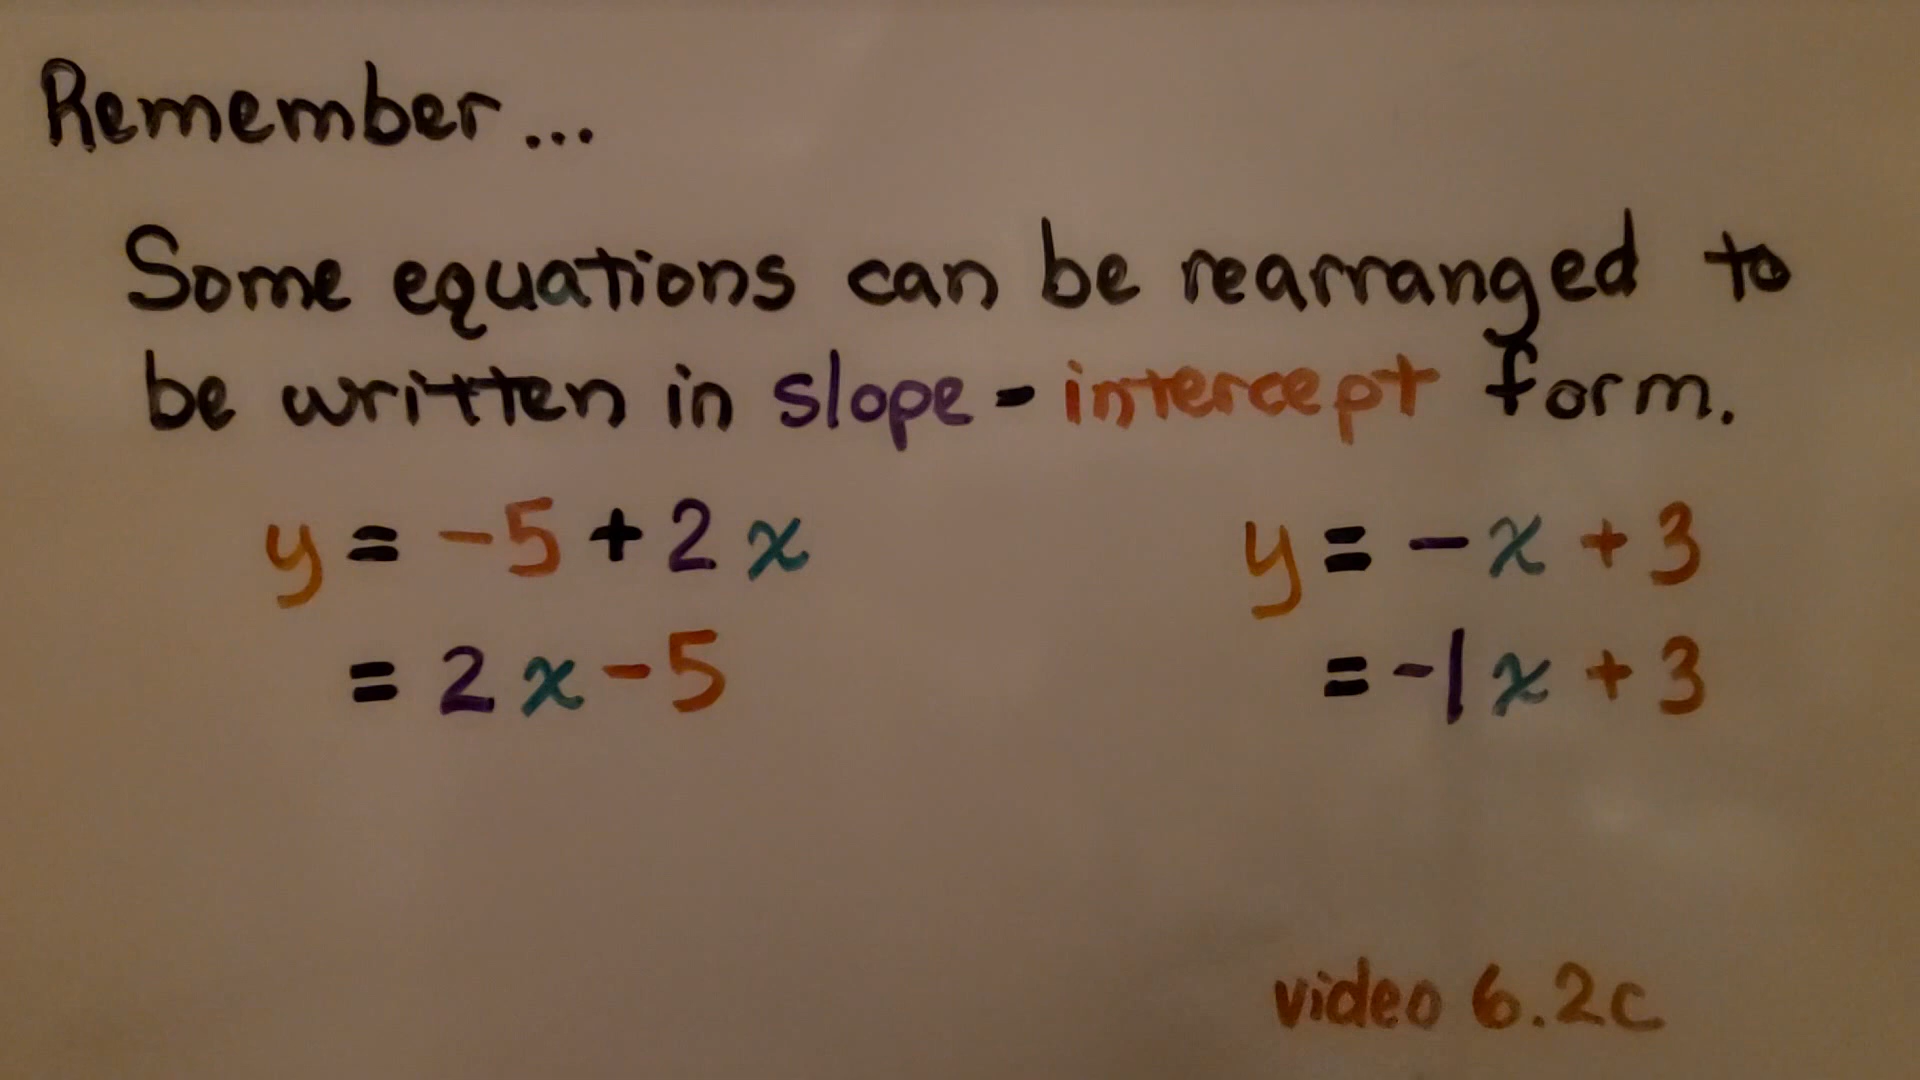 Remember...
Some equations can be rearranged to
be written in slope - intercept form.
y = -5 + 2x
y = -x + 3
= 2x - 5
= -1x + 3
video 6.2c